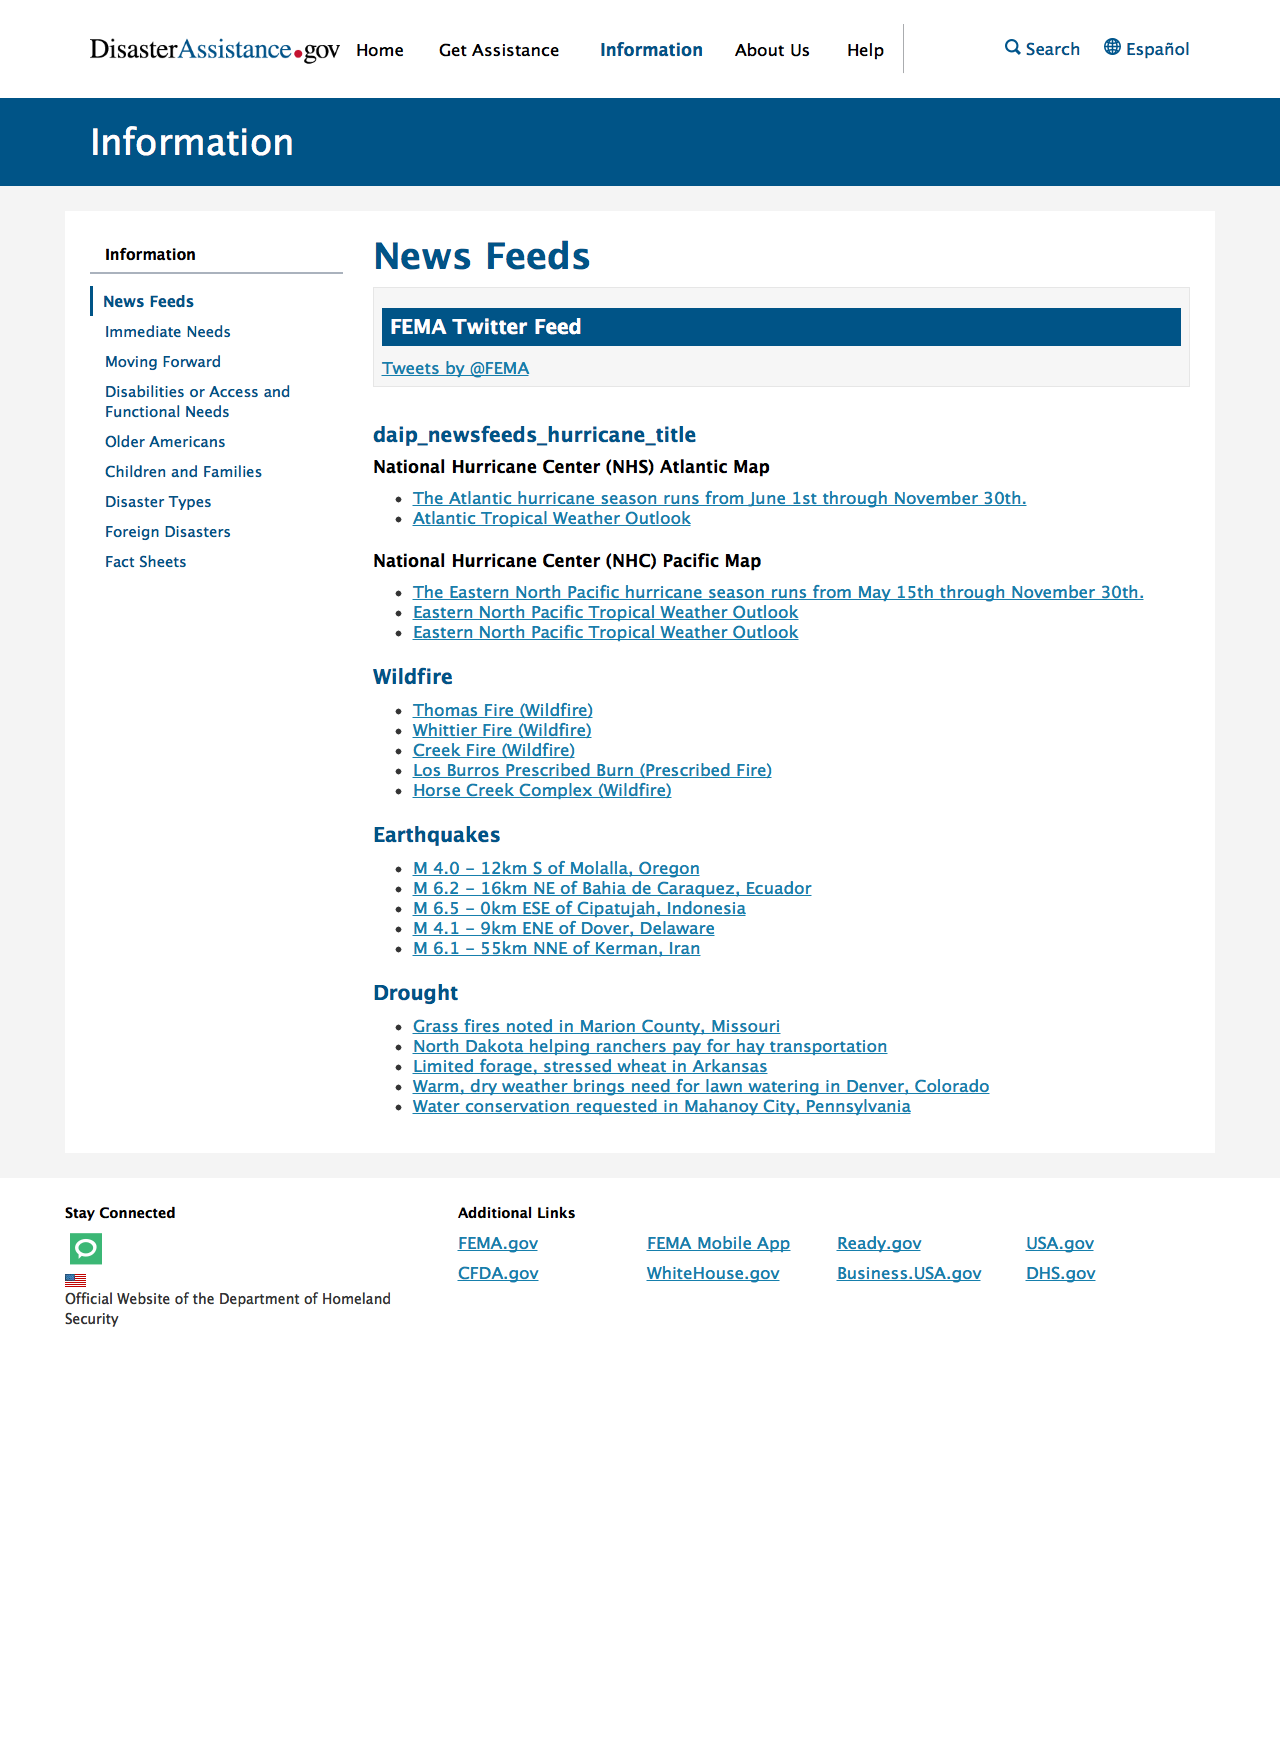 DisasterAssistance.gov Home Get Assistance Information About Us Help Search Español
Information
Information
News Feeds
Immediate Needs
Moving Forward
Disabilities or Access and
Functional Needs
Older Americans
Children and Families
Disaster Types
Foreign Disasters
Fact Sheets
News Feeds
FEMA Twitter Feed
Tweets by @FEMA
daip_newsfeeds_hurricane_title
National Hurricane Center (NHS) Atlantic Map
• The Atlantic hurricane season runs from June 1st through November 30th.
• Atlantic Tropical Weather Outlook
National Hurricane Center (NHC) Pacific Map
• The Eastern North Pacific hurricane season runs from May 15th through November 30th.
• Eastern North Pacific Tropical Weather Outlook
• Eastern North Pacific Tropical Weather Outlook
Wildfire
• Thomas Fire (Wildfire)
• Whittier Fire (Wildfire)
• Creek Fire (Wildfire)
• Los Burros Prescribed Burn (Prescribed Fire)
• Horse Creek Complex (Wildfire)
Earthquakes
• M 4.0 - 12km S of Molalla, Oregon
• M 6.2 - 16km NE of Bahia de Caraquez, Ecuador
• M 6.5 - 0km ESE of Cipatujah, Indonesia
• M 4.1 - 9km ENE of Dover, Delaware
• M 6.1 - 55km NNE of Kerman, Iran
Drought
• Grass fires noted in Marion County, Missouri
• North Dakota helping ranchers pay for hay transportation
• Limited forage, stressed wheat in Arkansas
• Warm, dry weather brings need for lawn watering in Denver, Colorado
• Water conservation requested in Mahanoy City, Pennsylvania
Stay Connected
Official Website of the Department of Homeland
Security
Additional Links
FEMA.gov FEMA Mobile App Ready.gov USA.gov
CFDA.gov WhiteHouse.gov Business.USA.gov DHS.gov